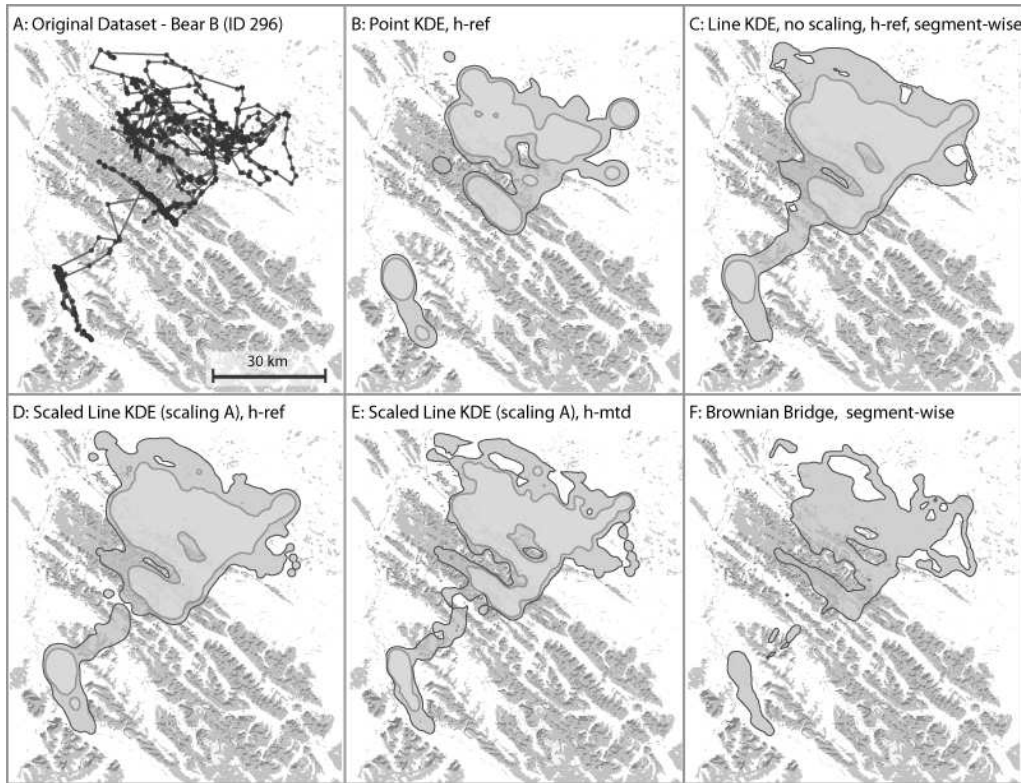 A: Original Dataset - Bear B (ID 296)
B: Point KDE, h-ref
C: Line KDE, no scaling, h-ref, segment-wise
30 km
D: Scaled Line KDE (scaling A), h-ref
E: Scaled Line KDE (scaling A), h-mtd
F: Brownian Bridge, segment-wise